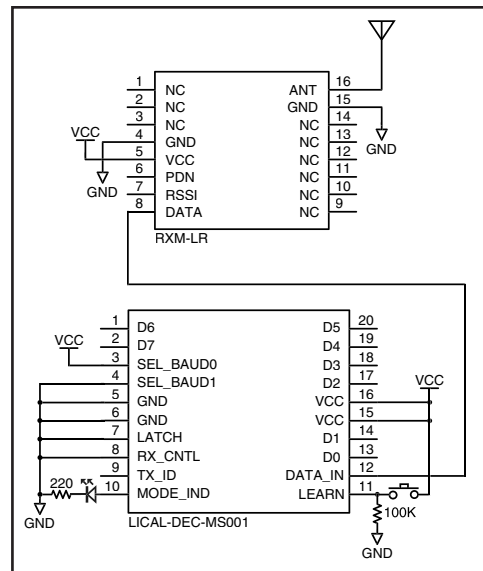 1 NC ANT 16
2 NC GND 15
3 NC NC 14
4 GND NC 13
VCC 5 VCC NC 12
6 PDN NC 11
7 RSSI NC 10
8 DATA NC 9
GND
GND
RXM-LR
1 D6 D5 20
2 D7 D4 19
VCC 3 SEL_BAUD0 D3 18
4 SEL_BAUD1 D2 17
VCC
5 GND VCC 16
6 GND VCC 15
7 LATCH D1 14
8 RX_CNTL D0 13
9 TX_ID DATA_IN 12
220 10 MODE_IND LEARN 11
100K
GND
LICAL-DEC-MS001
GND